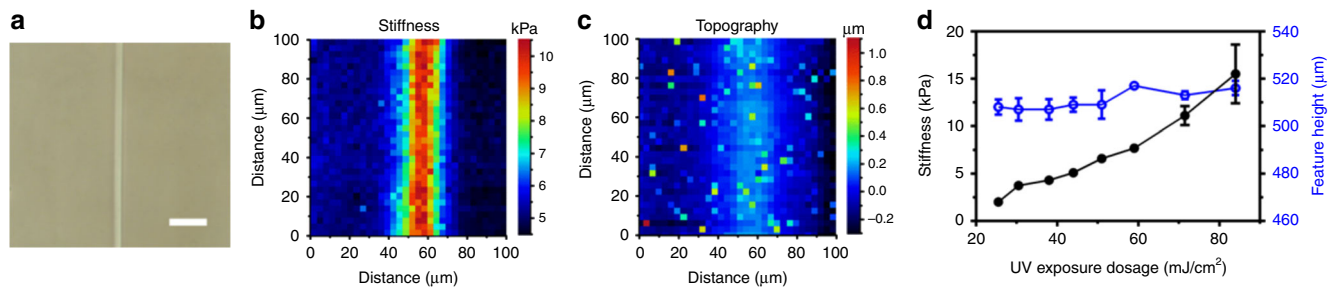 a
b
Stiffness
kPa
100
80
60
40
20
0
Distance (μm)
0 20 40 60 80 100
Distance (μm)
10
9
8
7
6
5
c
Topography
μm
100
80
60
40
20
0
Distance (μm)
0 20 40 60 80 100
Distance (μm)
1.0
0.8
0.6
0.4
0.2
0.0
–0.2
d
20
15
10
5
0
Stiffness (kPa)
540
520
500
480
460
Feature height (μm)
20 40 60 80
UV exposure dosage (mJ/cm²)